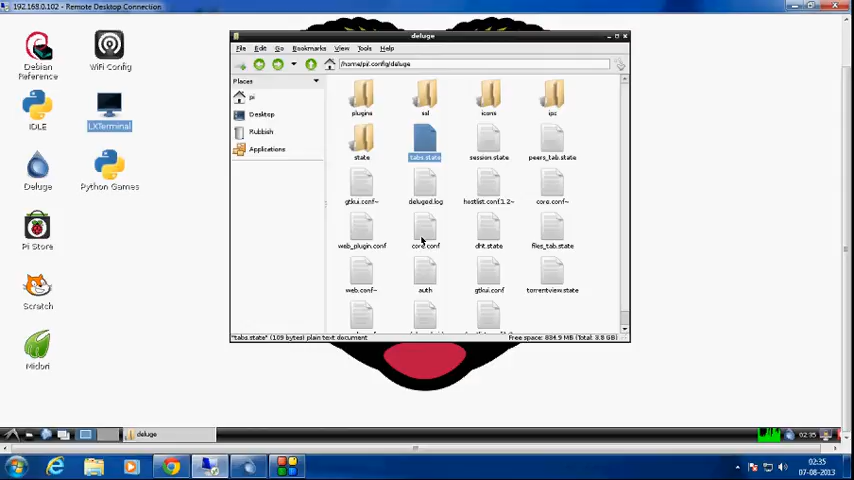 192.168.0.102 - Remote Desktop Connection
deluge
File Edit Go Bookmarks View Tools Help
/home/pi/.config/deluge
Places
pi
Desktop
Rubbish
Applications
plugins ssl icons ipc
state tabs.state session.state peers_tab.state
gtkui.conf~ deluged.log hostlist.conf.1.2~ core.conf~
web_plugin.conf core.conf dht.state files_tab.state
web.conf~ auth gtkui.conf torrentview.state
"tabs.state" (109 bytes) plain text document
Free space: 834.9 MB (Total: 3.8 GB)
Debian
Reference
WiFi Config
IDLE
LXTerminal
Deluge
Python Games
Pi Store
Scratch
Midori
deluge
02:35
02:35
07-08-2013